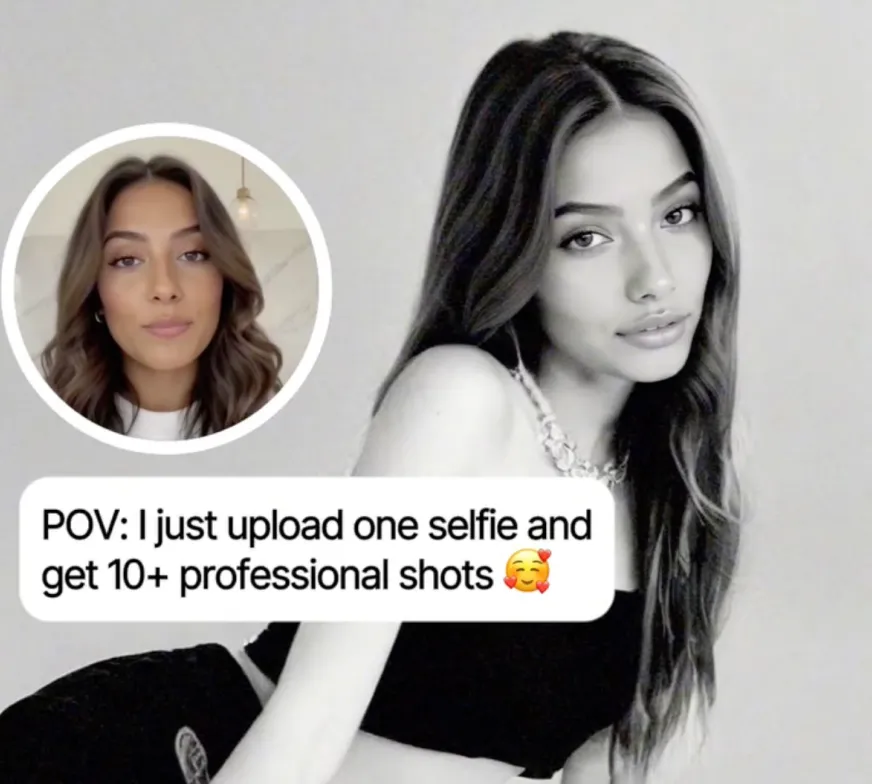 POV: I just upload one selfie and
get 10+ professional shots 🥰